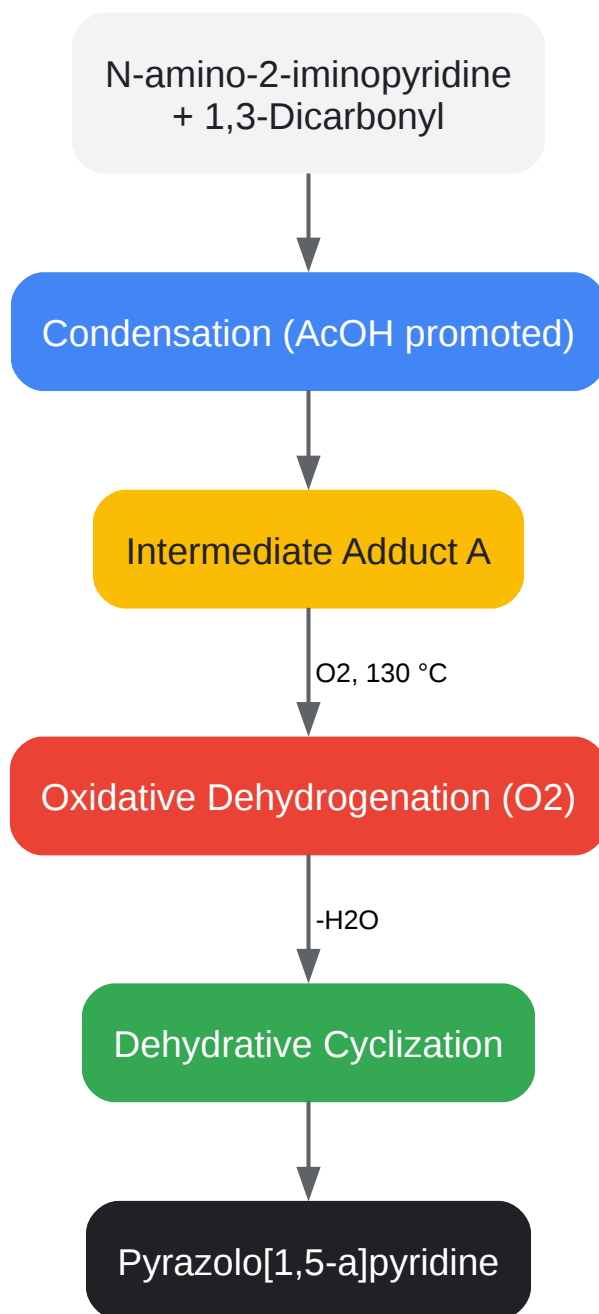 N-amino-2-iminopyridine
+ 1,3-Dicarbonyl
Condensation (AcOH promoted)
Intermediate Adduct A
O2, 130 °C
Oxidative Dehydrogenation (O2)
-H2O
Dehydrative Cyclization
Pyrazolo[1,5-a]pyridine